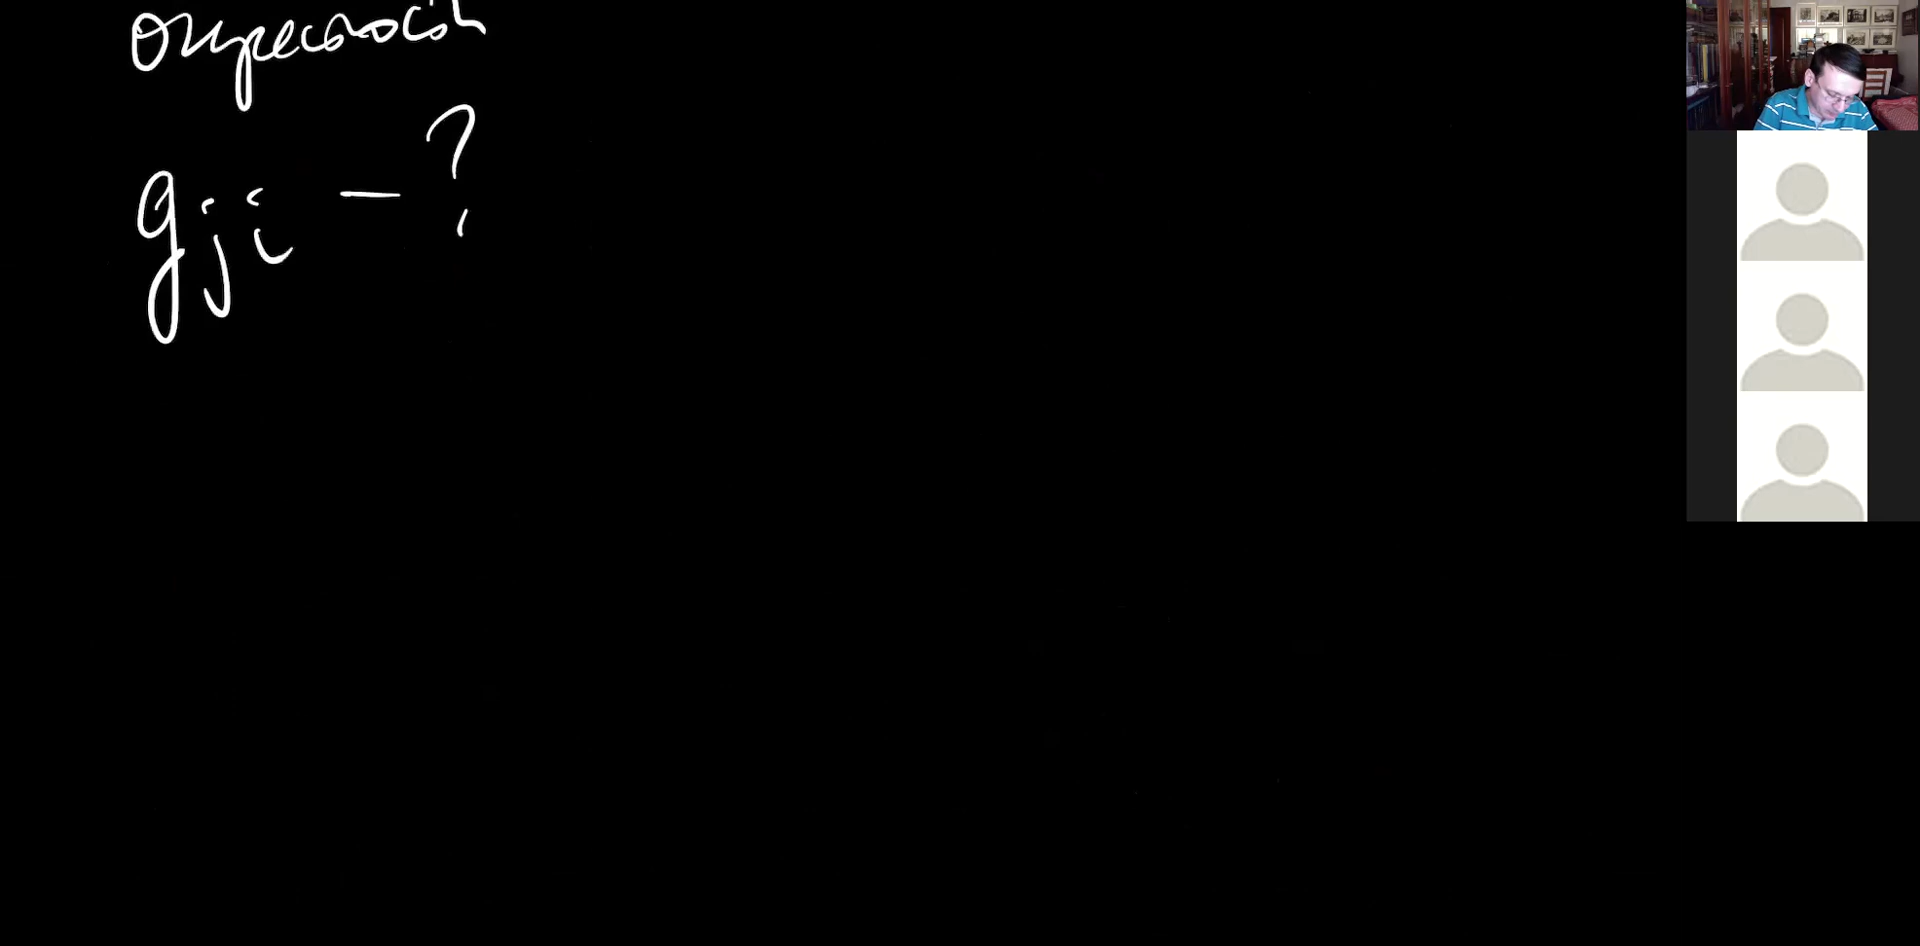 окрестность
gji — ?